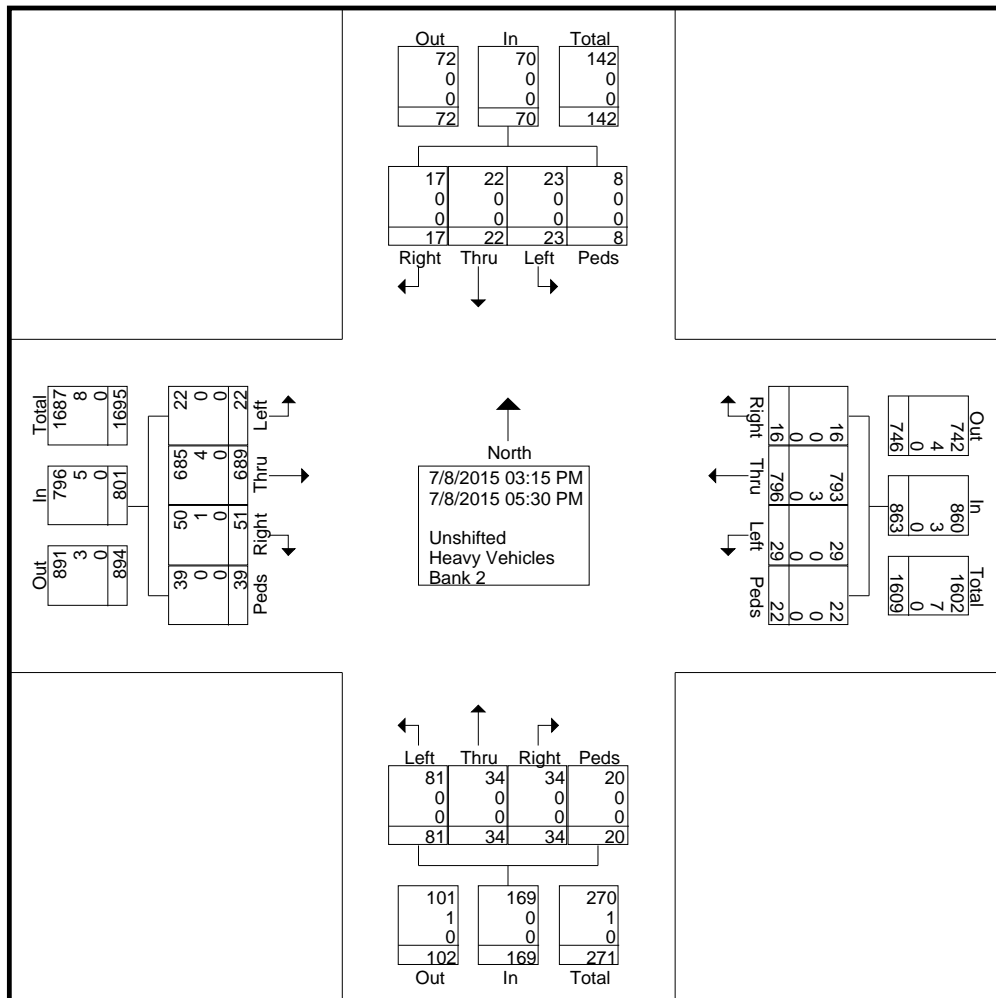 Out In Total
72 70 142
0 0 0
0 0 0
72 70 142
17 22 23 8
0 0 0 0
0 0 0 0
17 22 23 8
Right Thru Left Peds
Total
1687
8
0
1695
In
796
5
0
801
Out
891
3
0
894
22
0
0
22
Left
685
4
0
689
Thru
50
1
0
51
Right
39
0
0
39
Peds
North
7/8/2015 03:15 PM
7/8/2015 05:30 PM
Unshifted
Heavy Vehicles
Bank 2
Right
16
0
0
16
Thru
793
3
0
796
Left
29
0
0
29
Peds
22
0
0
22
Out
742
4
0
746
In
860
3
0
863
Total
1602
7
0
1609
Left Thru Right Peds
81 34 34 20
0 0 0 0
0 0 0 0
81 34 34 20
101 169 270
1 0 1
0 0 0
102 169 271
Out In Total